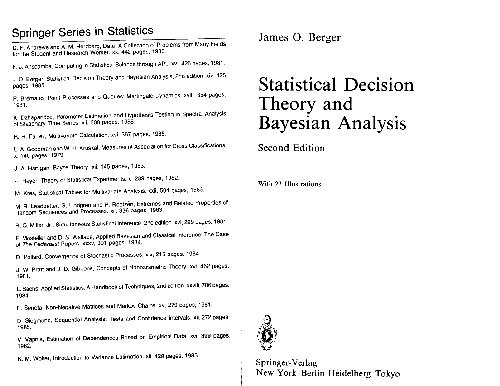 Springer Series in Statistics
D. F. Andrews and A. M. Herzberg, Data: A Collection of Problems from Many Fields
for the Student and Research Worker. xx, 442 pages, 1985.
F. J. Anscombe, Computing in Statistical Science through APL. xvi, 426 pages, 1981.
J. O. Berger, Statistical Decision Theory and Bayesian Analysis, 2nd edition. xiv, 425
pages, 1985.
P. Brémaud, Point Processes and Queues: Martingale Dynamics. xviii, 354 pages,
1981.
K. Dzhaparidze, Parameter Estimation and Hypothesis Testing in Spectral Analysis
of Stationary Time Series. xii, 300 pages, 1985.
R. H. Farrell, Multivariate Calculation. xvi, 367 pages, 1985.
L. A. Goodman and W. H. Kruskal, Measures of Association for Cross Classifications.
x, 146 pages, 1979.
J. A. Hartigan, Bayes Theory. xii, 145 pages, 1983.
Heyer, Theory of Statistical Experiments. x, 289 pages, 1982.
M. Kres, Statistical Tables for Multivariate Analysis. xxii, 504 pages, 1983.
M. R. Leadbetter, G. Lindgren and H. Rootzén, Extremes and Related Properties of
Random Sequences and Processes. xii, 336 pages, 1983.
R. G. Miller, Jr., Simultaneous Statistical Inference, 2nd edition. xvi, 299 pages, 1981.
F. Mosteller and D. S. Wallace, Applied Bayesian and Classical Inference: The Case
of The Federalist Papers. xxxv, 301 pages, 1984.
D. Pollard, Convergence of Stochastic Processes. xiv, 215 pages, 1984.
J. W. Pratt and J. D. Gibbons, Concepts of Nonparametric Theory. xvi, 462 pages,
1981.
L. Sachs, Applied Statistics: A Handbook of Techniques, 2nd edition. xxviii, 706 pages,
1984.
E. Seneta, Non-Negative Matrices and Markov Chains. xv, 279 pages, 1981.
D. Siegmund, Sequential Analysis: Tests and Confidence Intervals. xii, 272 pages,
1985.
V. Vapnik, Estimation of Dependences Based on Empirical Data. xvi, 399 pages,
1982.
K. M. Wolter, Introduction to Variance Estimation. xii, 428 pages, 1985.
James O. Berger
Statistical Decision
Theory and
Bayesian Analysis
Second Edition
With 23 Illustrations
Springer-Verlag
New York Berlin Heidelberg Tokyo